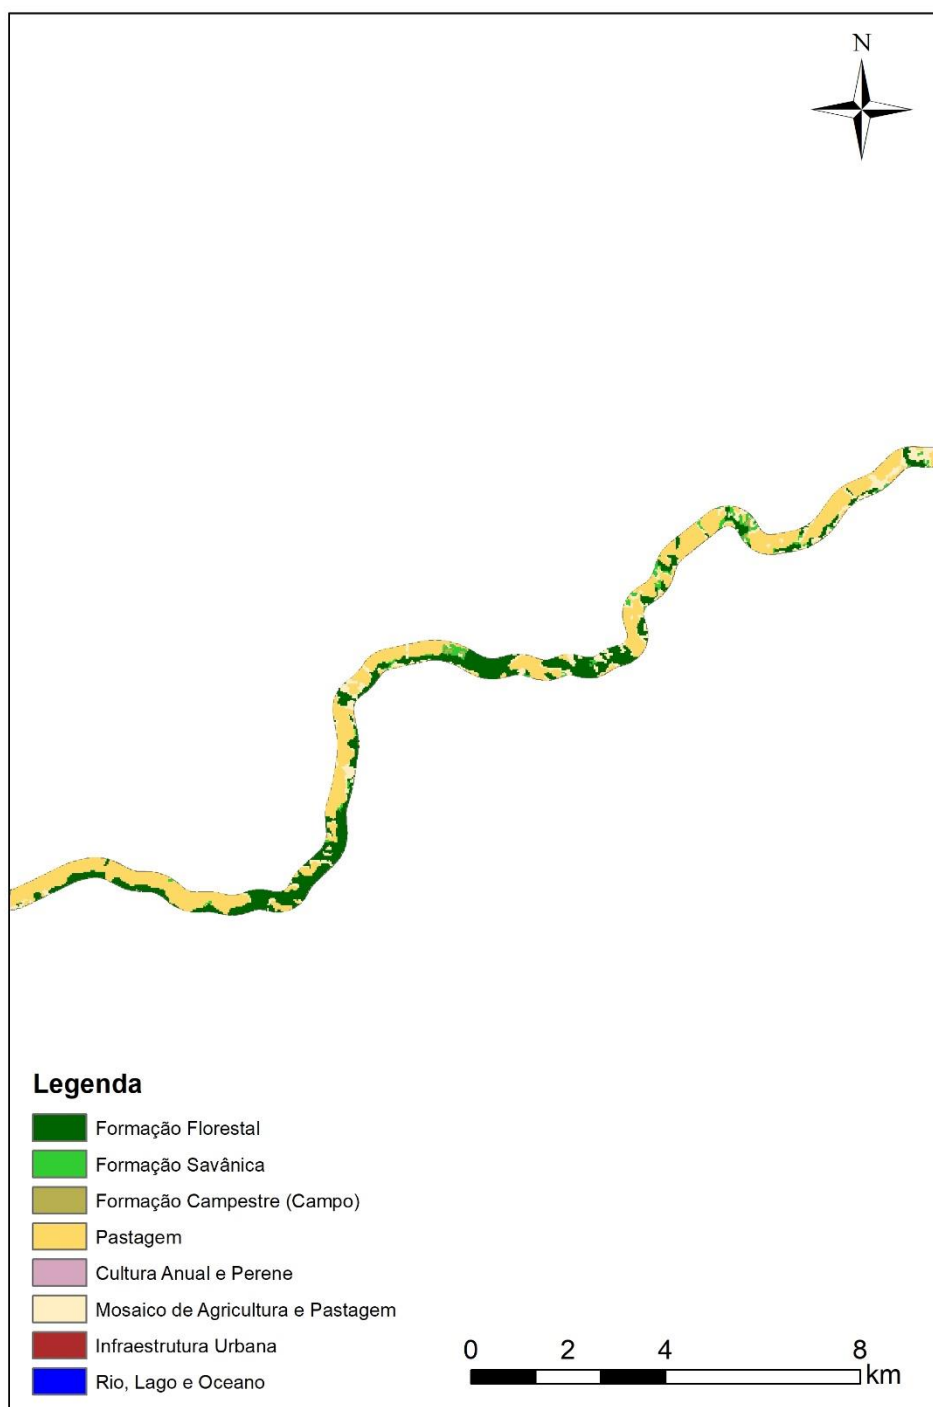 N
Legenda
Formação Florestal
Formação Savânica
Formação Campestre (Campo)
Pastagem
Cultura Anual e Perene
Mosaico de Agricultura e Pastagem
Infraestrutura Urbana
Rio, Lago e Oceano
0 2 4 8
km